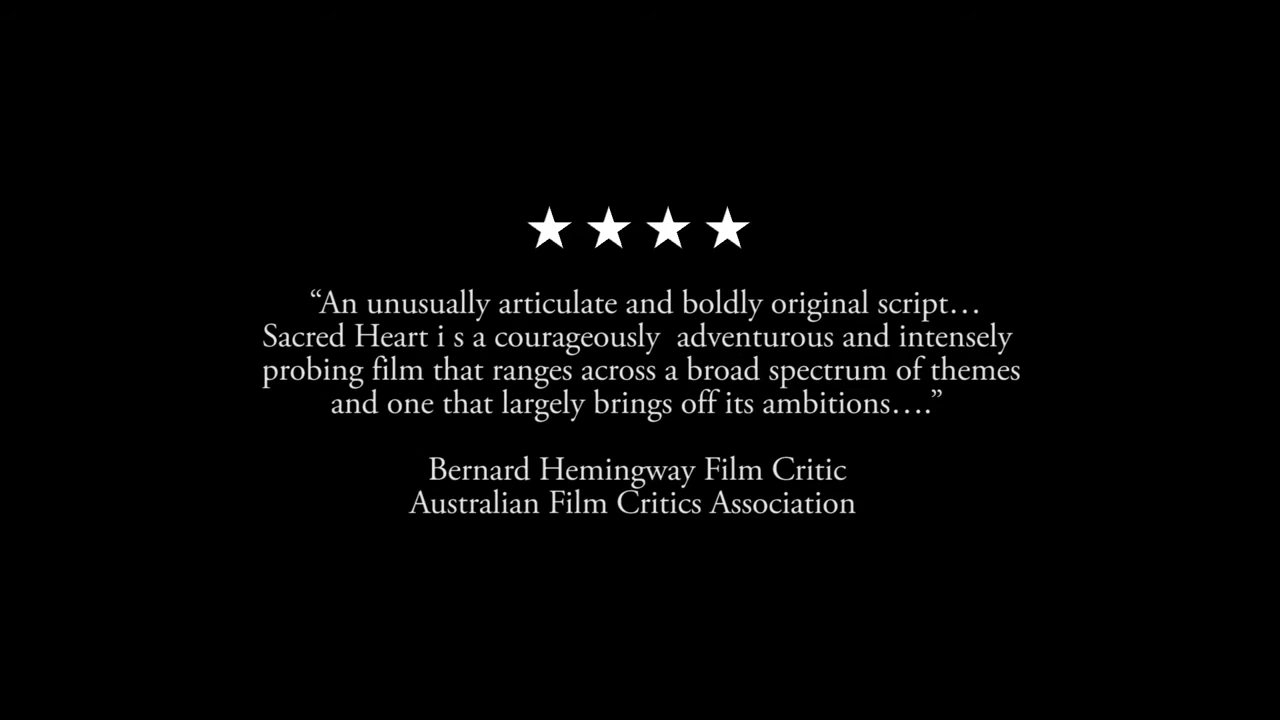 “An unusually articulate and boldly original script…
Sacred Heart i s a courageously  adventurous and intensely
probing film that ranges across a broad spectrum of themes
and one that largely brings off its ambitions….”
Bernard Hemingway Film Critic
Australian Film Critics Association